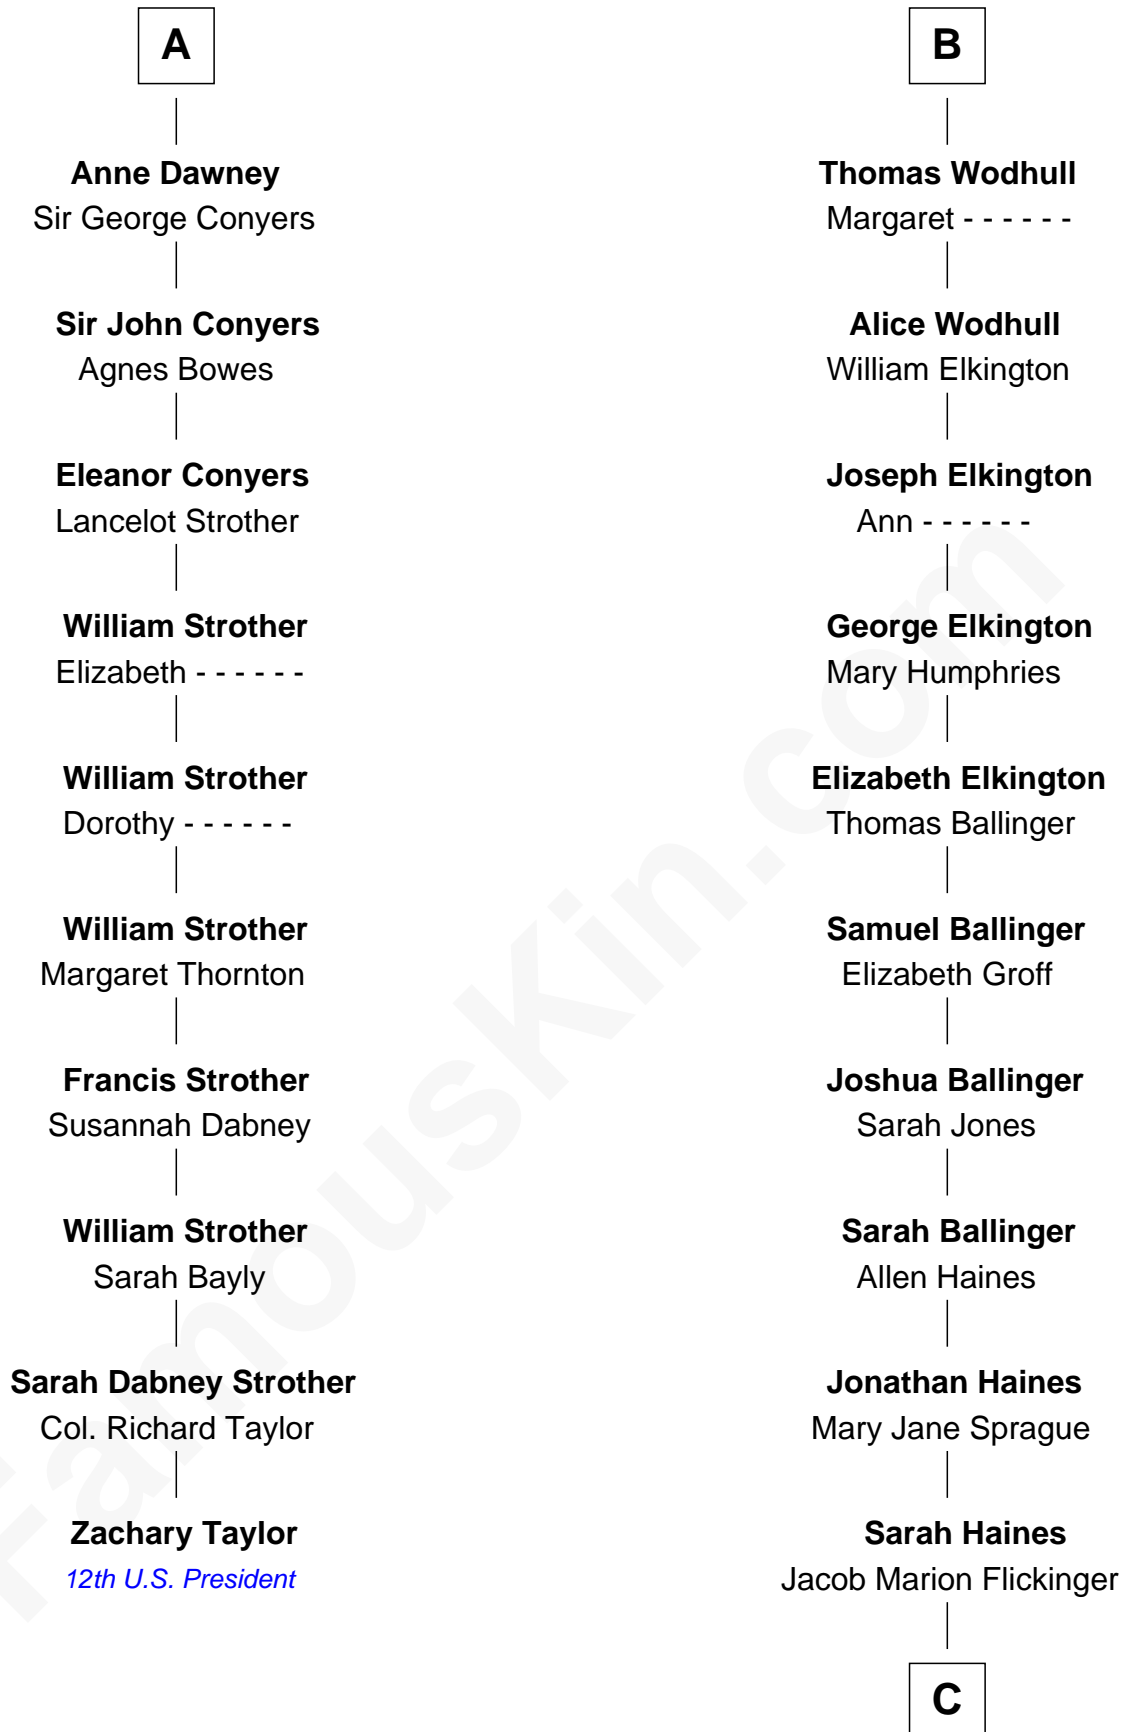 A
Anne Dawney
Sir George Conyers
Sir John Conyers
Agnes Bowes
Eleanor Conyers
Lancelot Strother
William Strother
Elizabeth - - - - - -
William Strother
Dorothy - - - - - -
William Strother
Margaret Thornton
Francis Strother
Susannah Dabney
William Strother
Sarah Bayly
Sarah Dabney Strother
Col. Richard Taylor
Zachary Taylor
12th U.S. President
B
Thomas Wodhull
Margaret - - - - - -
Alice Wodhull
William Elkington
Joseph Elkington
Ann - - - - - -
George Elkington
Mary Humphries
Elizabeth Elkington
Thomas Ballinger
Samuel Ballinger
Elizabeth Groff
Joshua Ballinger
Sarah Jones
Sarah Ballinger
Allen Haines
Jonathan Haines
Mary Jane Sprague
Sarah Haines
Jacob Marion Flickinger
C
FamousKin.com